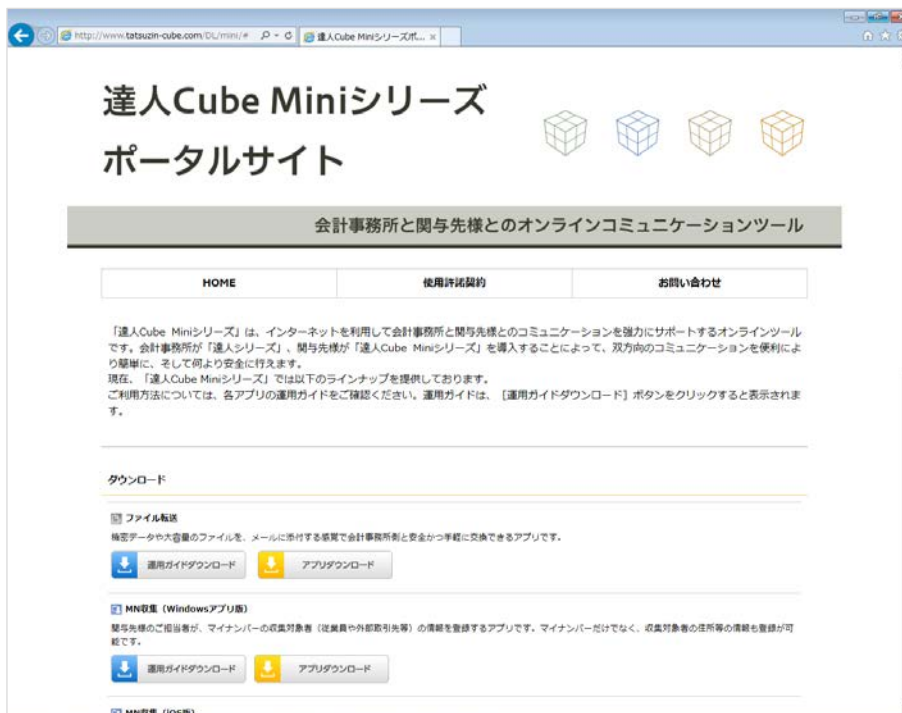 http://www.tatsuzin-cube.com/DL/mini/#
達人Cube Miniシリーズポ...
達人Cube Miniシリーズ
ポータルサイト
会計事務所と関与先様とのオンラインコミュニケーションツール
HOME
使用許諾契約
お問い合わせ
「達人Cube Miniシリーズ」は、インターネットを利用して会計事務所と関与先様とのコミュニケーションを強力にサポートするオンラインツール
です。会計事務所が「達人シリーズ」、関与先様が「達人Cube Miniシリーズ」を導入することによって、双方向のコミュニケーションを便利によ
り簡単に、そして何より安全に行えます。
現在、「達人Cube Miniシリーズ」では以下のラインナップを提供しております。
ご利用方法については、各アプリの運用ガイドをご確認ください。運用ガイドは、［運用ガイドダウンロード］ボタンをクリックすると表示されま
す。
ダウンロード
ファイル転送
機密データや大容量のファイルを、メールに添付する感覚で会計事務所側と安全かつ手軽に交換できるアプリです。
運用ガイドダウンロード
アプリダウンロード
MN収集（Windowsアプリ版）
関与先様のご担当者が、マイナンバーの収集対象者（従業員や外部取引先等）の情報を登録するアプリです。マイナンバーだけでなく、収集対象者の住所等の情報も登録が可
能です。
運用ガイドダウンロード
アプリダウンロード
MN収集（iOS版）